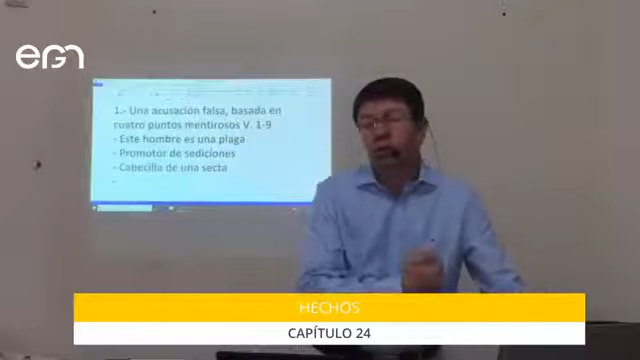 egn
1.- Una acusación falsa, basada en
cuatro puntos mentirosos V. 1-9
- Este hombre es una plaga
- Promotor de sediciones
- Cabecilla de una secta
-
HECHOS
CAPÍTULO 24